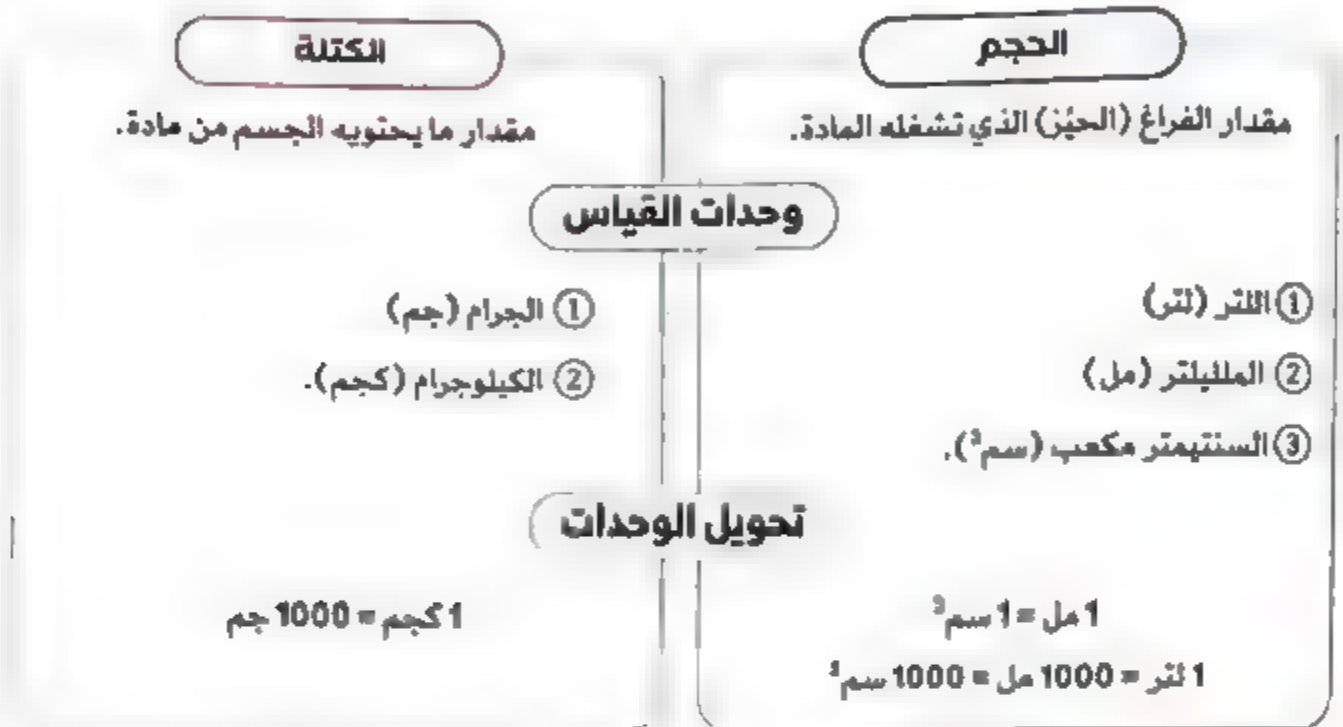 الحجم
مقدار الفراغ (الحيّز) الذي تشغله المادة.
الكتلة
مقدار ما يحتويه الجسم من مادة.
وحدات القياس
① اللتر (لتر)
② الملليلتر (مل)
③ السنتيمتر مكعب (سم³).
① الجرام (جم)
② الكيلوجرام (كجم).
تحويل الوحدات
1 مل = 1 سم³
1 لتر = 1000 مل = 1000 سم³
1 كجم = 1000 جم